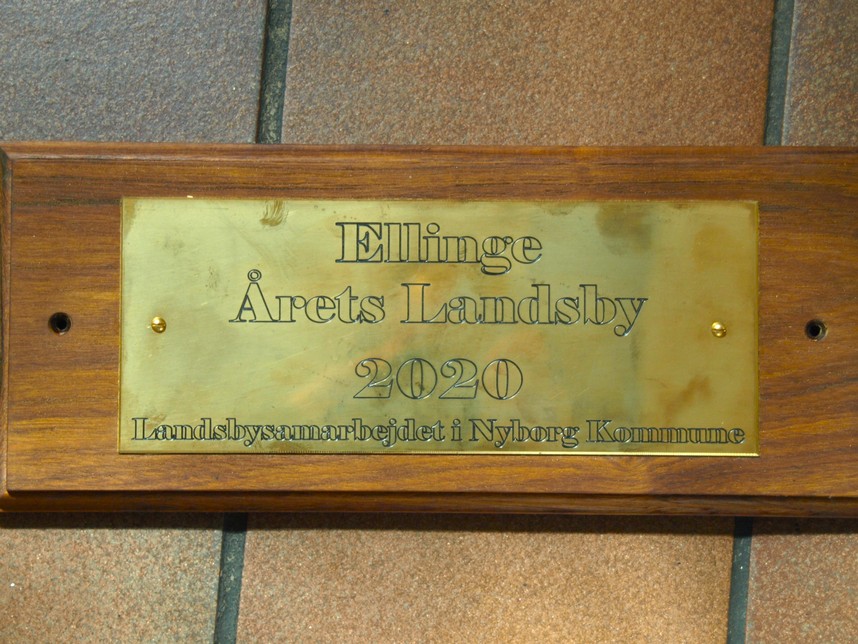 Ellinge
Årets Landsby
2020
Landsbysamarbejdet i Nyborg Kommune